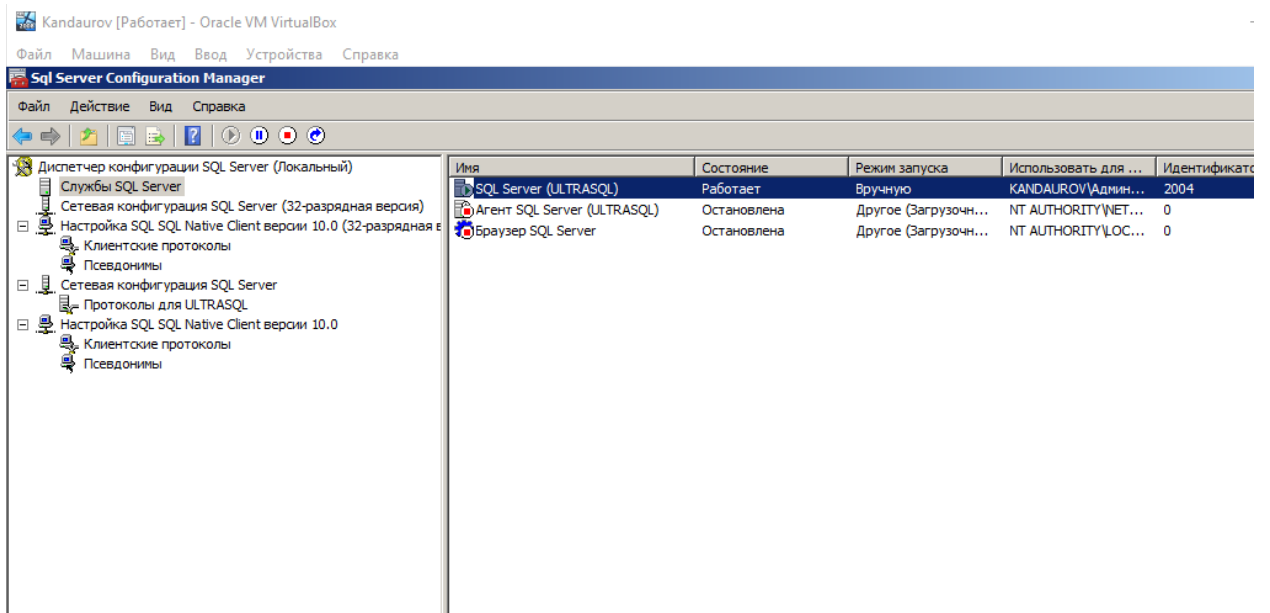 Kandaurov [Работает] - Oracle VM VirtualBox
Файл Машина Вид Ввод Устройства Справка
Sql Server Configuration Manager
Файл Действие Вид Справка
Диспетчер конфигурации SQL Server (Локальный)
Службы SQL Server
Сетевая конфигурация SQL Server (32-разрядная версия)
Настройка SQL SQL Native Client версии 10.0 (32-разрядная в
Клиентские протоколы
Псевдонимы
Сетевая конфигурация SQL Server
Протоколы для ULTRASQL
Настройка SQL SQL Native Client версии 10.0
Клиентские протоколы
Псевдонимы
Имя Состояние Режим запуска Использовать для ... Идентификато
SQL Server (ULTRASQL) Работает Вручную KANDAUROV\Админ... 2004
Агент SQL Server (ULTRASQL) Остановлена Другое (Загрузочн... NT AUTHORITY\NET... 0
Браузер SQL Server Остановлена Другое (Загрузочн... NT AUTHORITY\LOC... 0